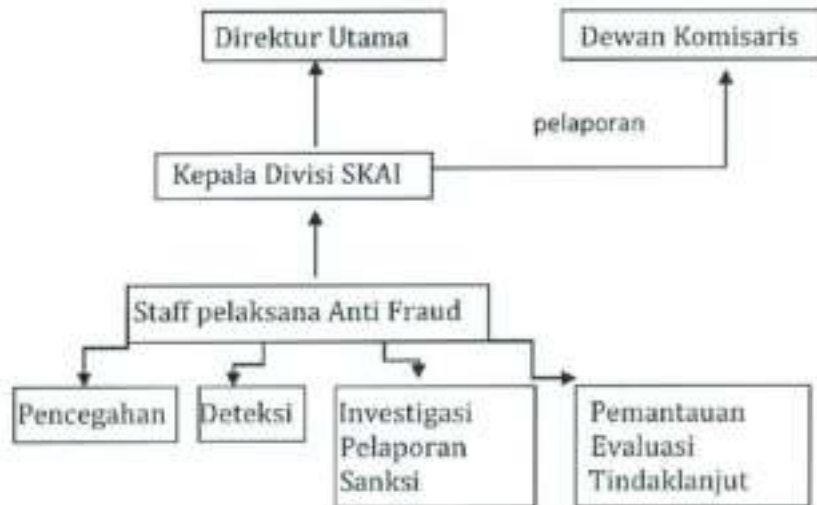 Direktur Utama
Dewan Komisaris
pelaporan
Kepala Divisi SKAI
Staff pelaksana Anti Fraud
Pencegahan
Deteksi
Investigasi
Pelaporan
Sanksi
Pemantauan
Evaluasi
Tindaklanjut